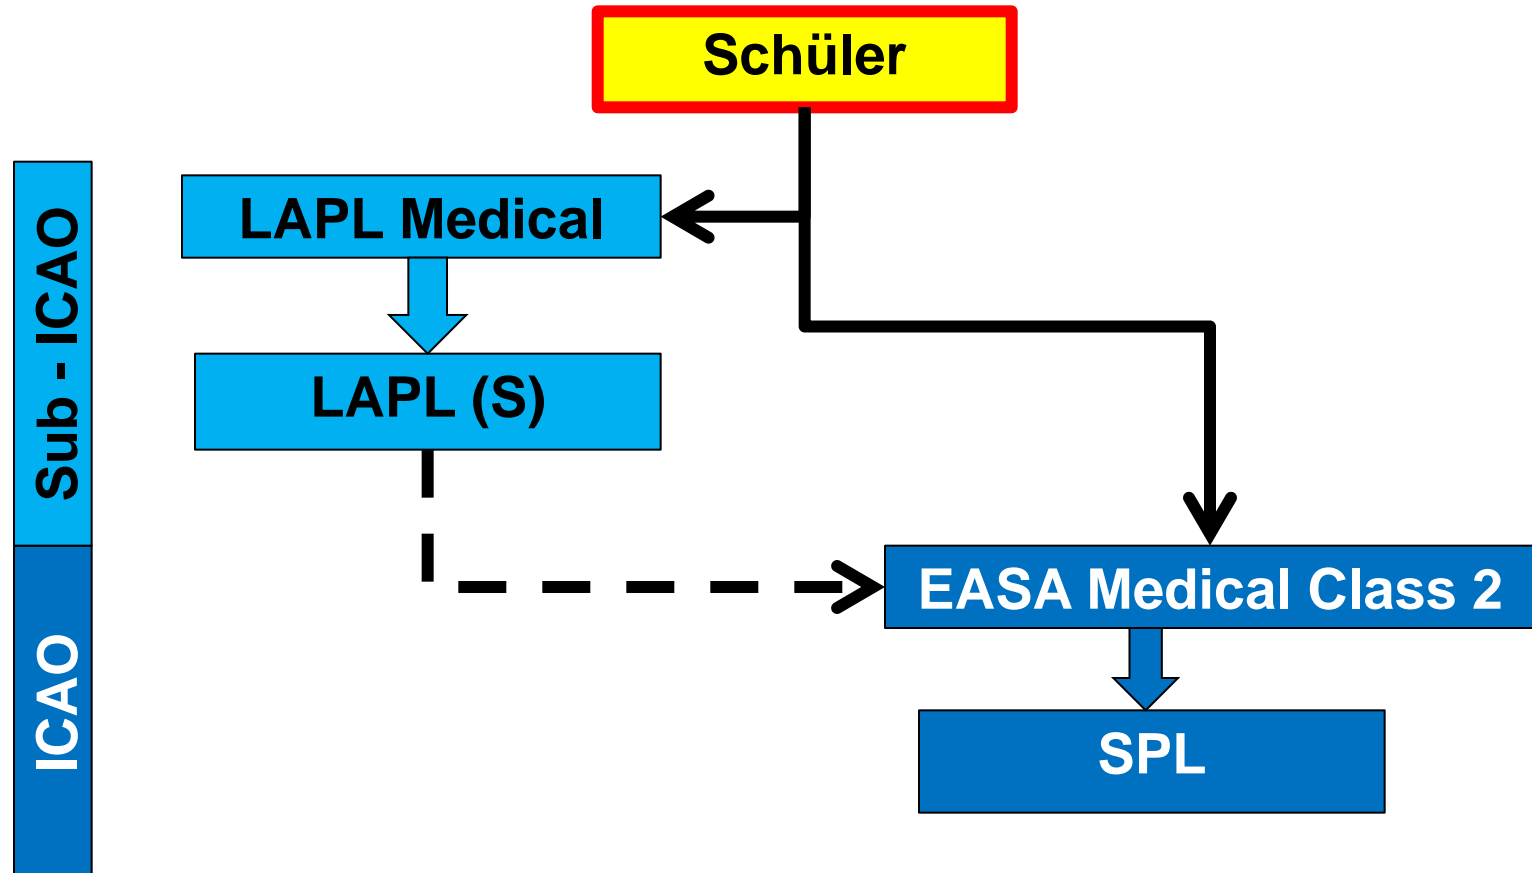 Schüler
Sub - ICAO
LAPL Medical
LAPL (S)
ICAO
EASA Medical Class 2
SPL